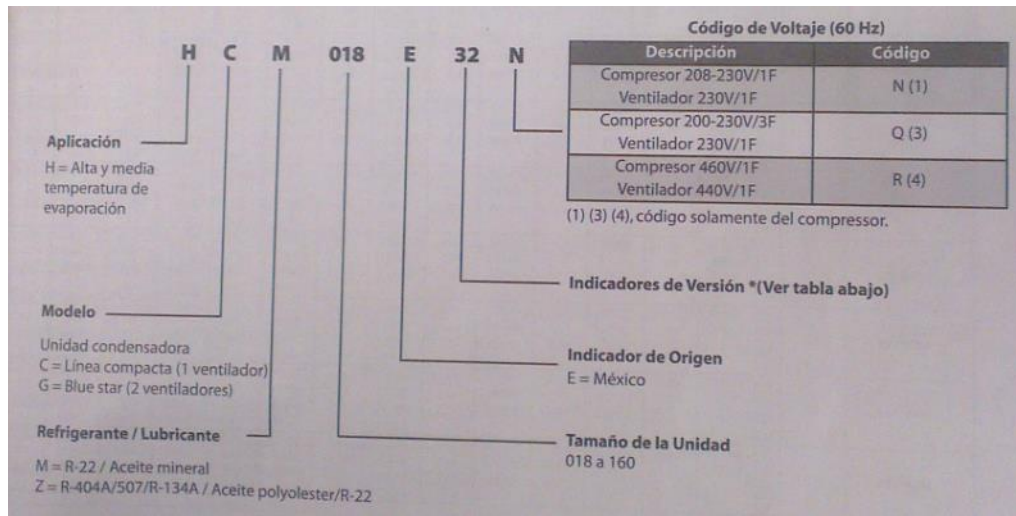 Código de Voltaje (60 Hz)
H C M 018 E 32 N
Descripción Código
Compresor 208-230V/1F
Ventilador 230V/1F
N (1)
Compresor 200-230V/3F
Ventilador 230V/1F
Q (3)
Compresor 460V/1F
Ventilador 440V/1F
R (4)
(1) (3) (4), código solamente del compressor.
Aplicación
H = Alta y media
temperatura de
evaporación
Indicadores de Versión *(Ver tabla abajo)
Modelo
Unidad condensadora
C = Línea compacta (1 ventilador)
G = Blue star (2 ventiladores)
Indicador de Origen
E = México
Refrigerante / Lubricante
M = R-22 / Aceite mineral
Z = R-404A/507/R-134A / Aceite polyolester/R-22
Tamaño de la Unidad
018 a 160